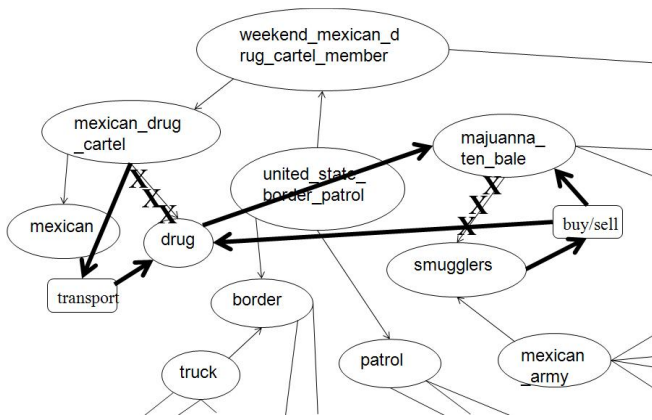 weekend_mexican_d
rug_cartel_member
mexican_drug
_cartel
majuanna_
ten_bale
X
X
X
united_state_
border_patrol
X
X
X
mexican
drug
buy/sell
smugglers
transport
border
truck
patrol
mexican
_army